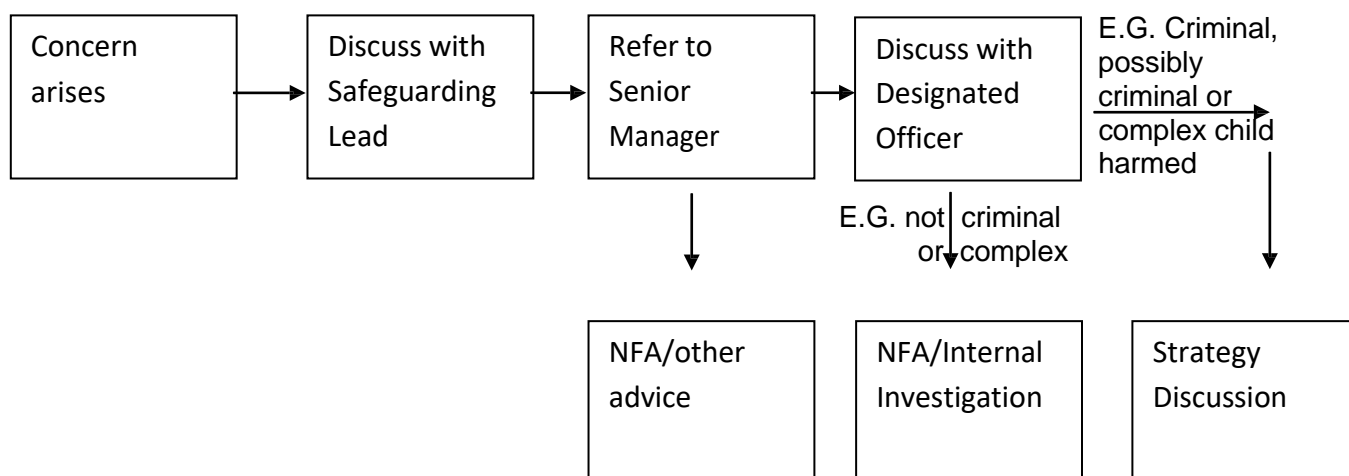 Concern
arises
Discuss with
Safeguarding
Lead
Refer to
Senior
Manager
Discuss with
Designated
Officer
E.G. Criminal,
possibly
criminal or
complex child
harmed
E.G. not criminal
or complex
NFA/other
advice
NFA/Internal
Investigation
Strategy
Discussion